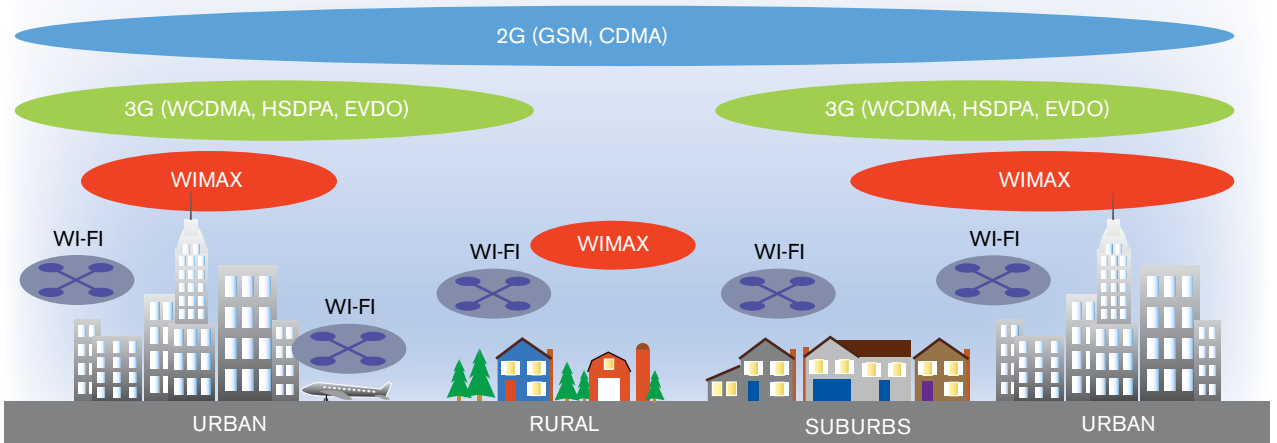 2G (GSM, CDMA)
3G (WCDMA, HSDPA, EVDO)
3G (WCDMA, HSDPA, EVDO)
WIMAX
WIMAX
WI-FI
WI-FI
WIMAX
WI-FI
WI-FI
WI-FI
URBAN
RURAL
SUBURBS
URBAN